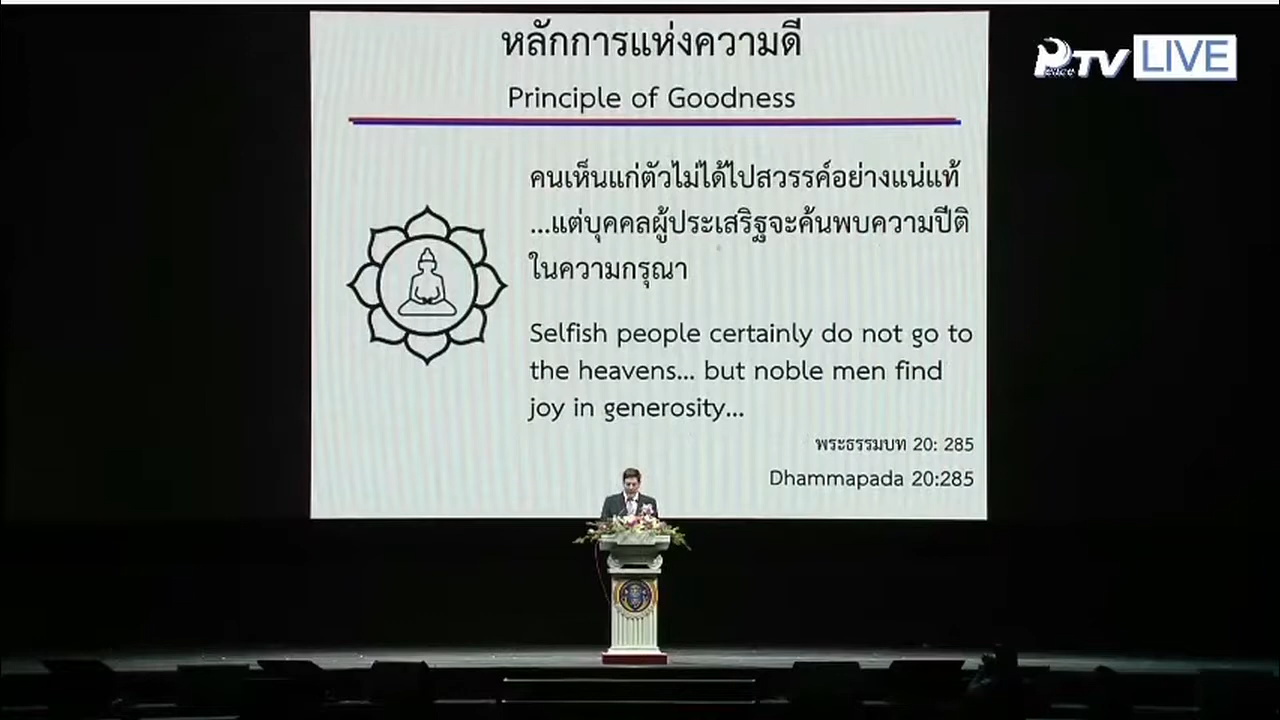 หลักการแห่งความดี
Principle of Goodness
คนเห็นแก่ตัวไม่ได้ไปสวรรค์อย่างแน่แท้
...แต่บุคคลผู้ประเสริฐจะค้นพบความปีติ
ในความกรุณา
Selfish people certainly do not go to
the heavens... but noble men find
joy in generosity...
พระธรรมบท 20: 285
Dhammapada 20:285
Peace TV LIVE